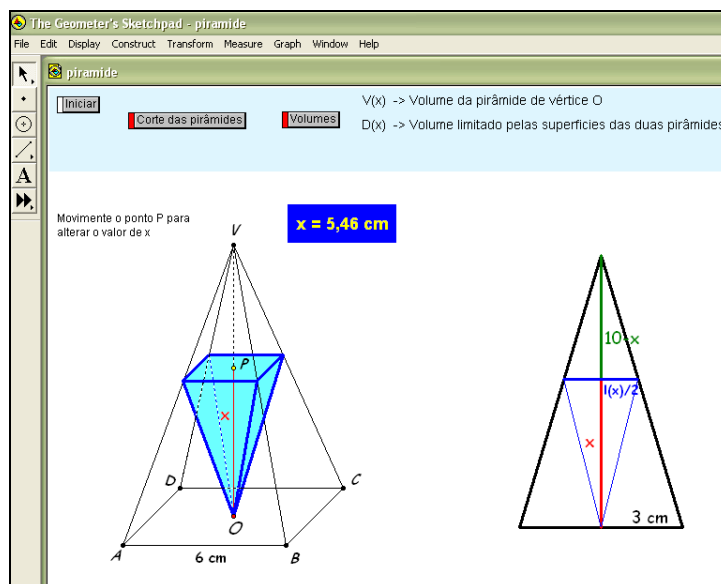 The Geometer's Sketchpad - piramide
File Edit Display Construct Transform Measure Graph Window Help
piramide
Iniciar
Corte das pirâmides
Volumes
V(x) -> Volume da pirâmide de vértice O
D(x) -> Volume limitado pelas superficies das duas pirâmides
A
Movimente o ponto P para
alterar o valor de x
x = 5,46 cm
V
P
x
D
C
O
A
6 cm
B
10-x
l(x)/2
x
3 cm